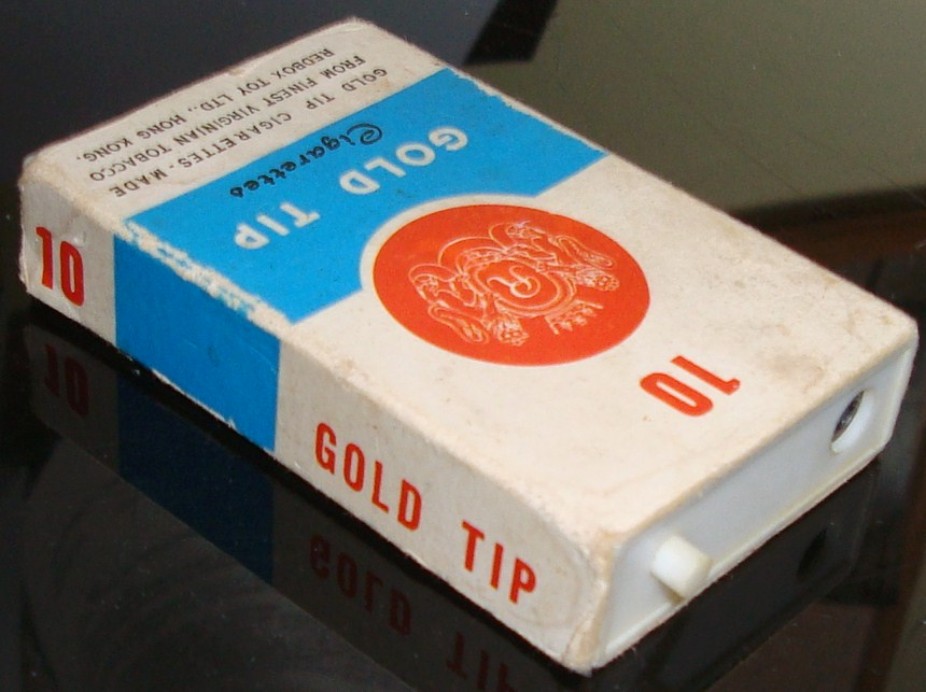 GOLD TIP CIGARETTES. MADE
FROM FINEST VIRGINIAN TOBACCO
REDBOX TOY LTD., HONG KONG.
GOLD TIP
Cigarettes
10
10
GOLD TIP